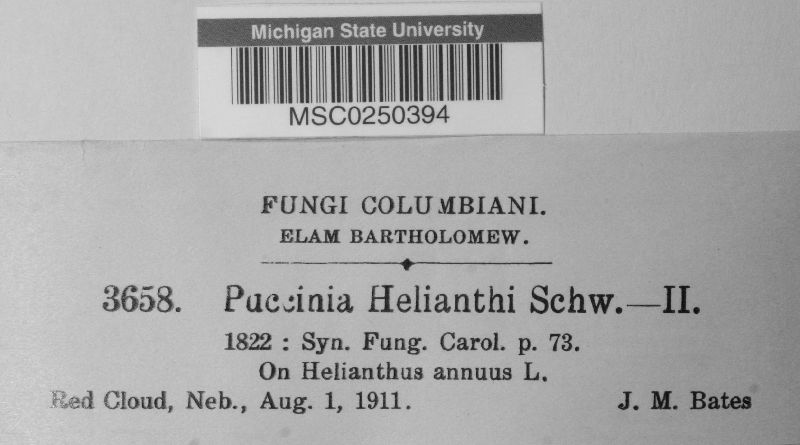 Michigan State University
MSC0250394
FUNGI COLUMBIANI.
ELAM BARTHOLOMEW.
3658. Puccinia Helianthi Schw.—II.
1822 : Syn. Fung. Carol. p. 73.
On Helianthus annuus L.
Red Cloud, Neb., Aug. 1, 1911. J. M. Bates